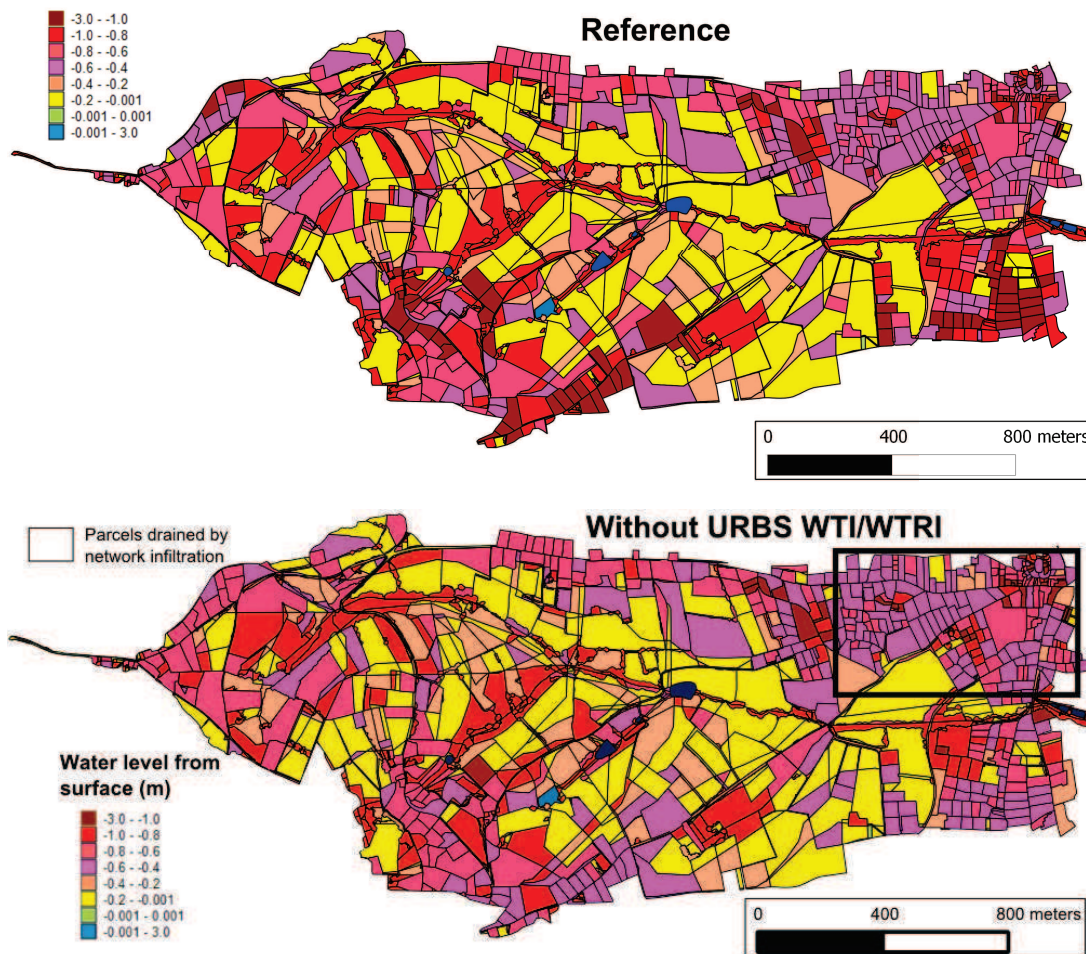 -3.0 - -1.0
-1.0 - -0.8
-0.8 - -0.6
-0.6 - -0.4
-0.4 - -0.2
-0.2 - -0.001
-0.001 - 0.001
-0.001 - 3.0
Reference
0 400 800 meters
Parcels drained by
network infiltration
Without URBS WTI/WTRI
Water level from
surface (m)
-3.0 - -1.0
-1.0 - -0.8
-0.8 - -0.6
-0.6 - -0.4
-0.4 - -0.2
-0.2 - -0.001
-0.001 - 0.001
-0.001 - 3.0
0 400 800 meters